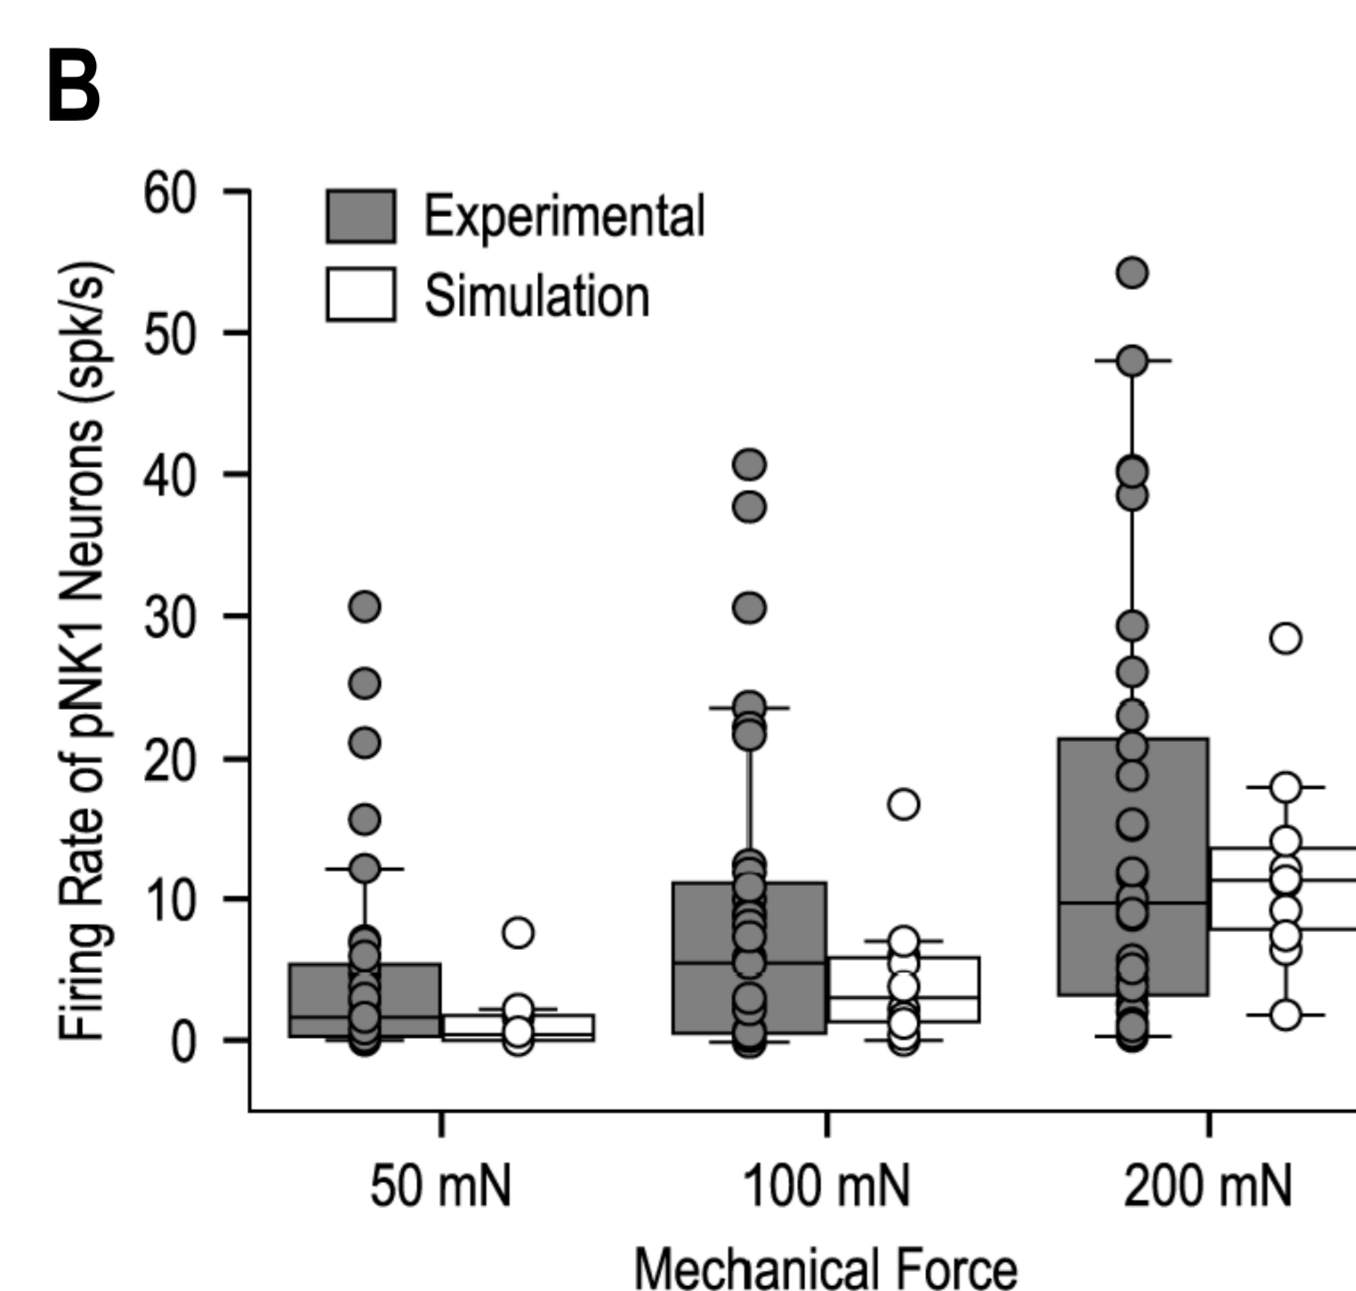 B
60
50
40
30
20
10
0
Firing Rate of pNK1 Neurons (spk/s)
Experimental
Simulation
50 mN
100 mN
200 mN
Mechanical Force